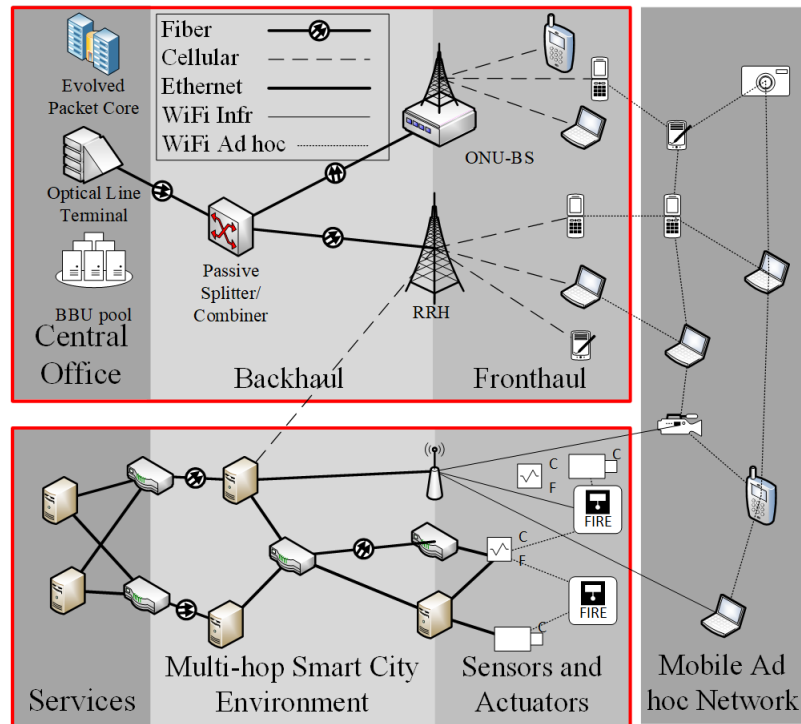 Fiber
Cellular
Ethernet
WiFi Infr
WiFi Ad hoc
Evolved
Packet Core
Optical Line
Terminal
BBU pool
Passive
Splitter/
Combiner
ONU-BS
RRH
Central
Office
Backhaul
Fronthaul
C
F
FIRE
C
F
FIRE
C
Services
Multi-hop Smart City
Environment
Sensors and
Actuators
Mobile Ad
hoc Network